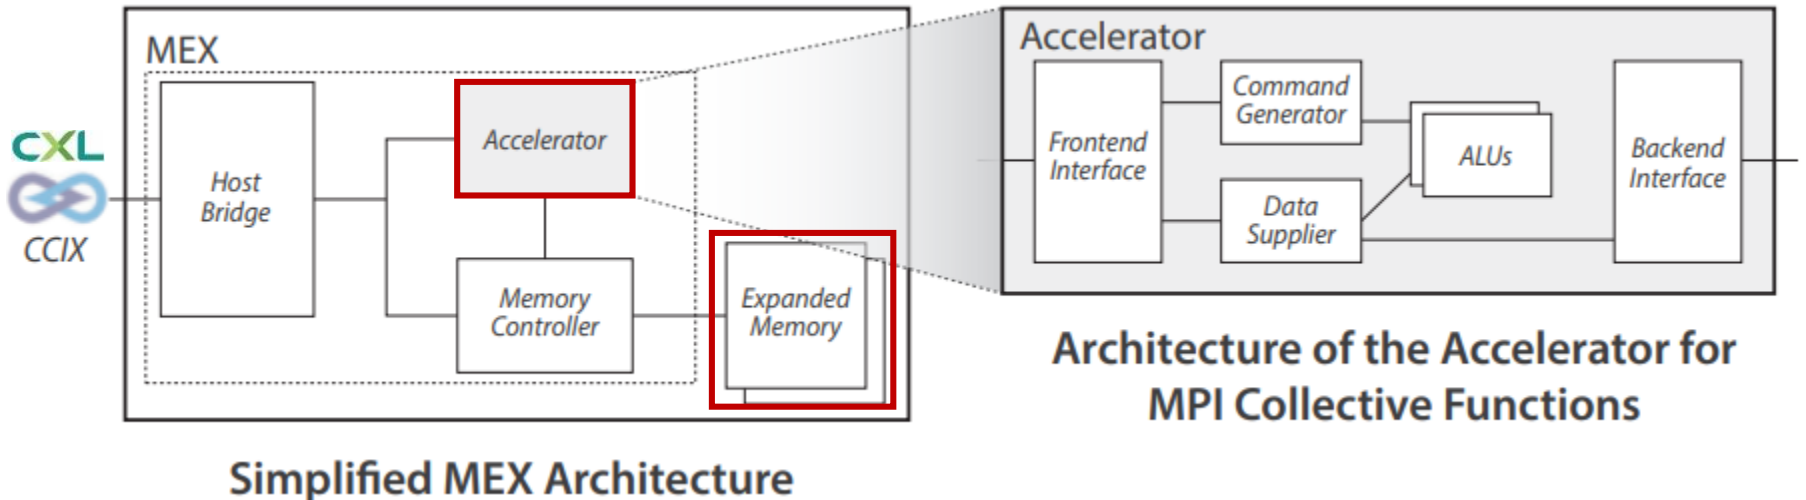 MEX
CXL
CCIX
Host
Bridge
Accelerator
Memory
Controller
Expanded
Memory
Simplified MEX Architecture
Accelerator
Frontend
Interface
Command
Generator
Data
Supplier
ALUs
Backend
Interface
Architecture of the Accelerator for
MPI Collective Functions